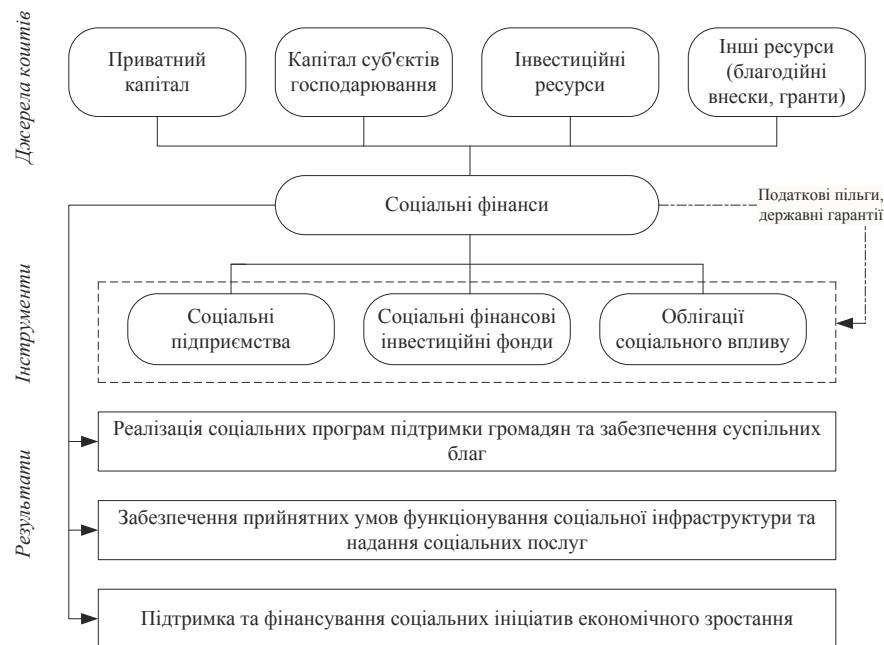 Джерела коштів
Приватний
капітал
Капітал суб'єктів
господарювання
Інвестиційні
ресурси
Інші ресурси
(благодійні
внески, гранти)
Соціальні фінанси
Податкові пільги,
державні гарантії
Інструменти
Соціальні
підприємства
Соціальні фінансові
інвестиційні фонди
Облігації
соціального впливу
Результати
Реалізація соціальних програм підтримки громадян та забезпечення суспільних
благ
Забезпечення прийнятних умов функціонування соціальної інфраструктури та
надання соціальних послуг
Підтримка та фінансування соціальних ініціатив економічного зростання